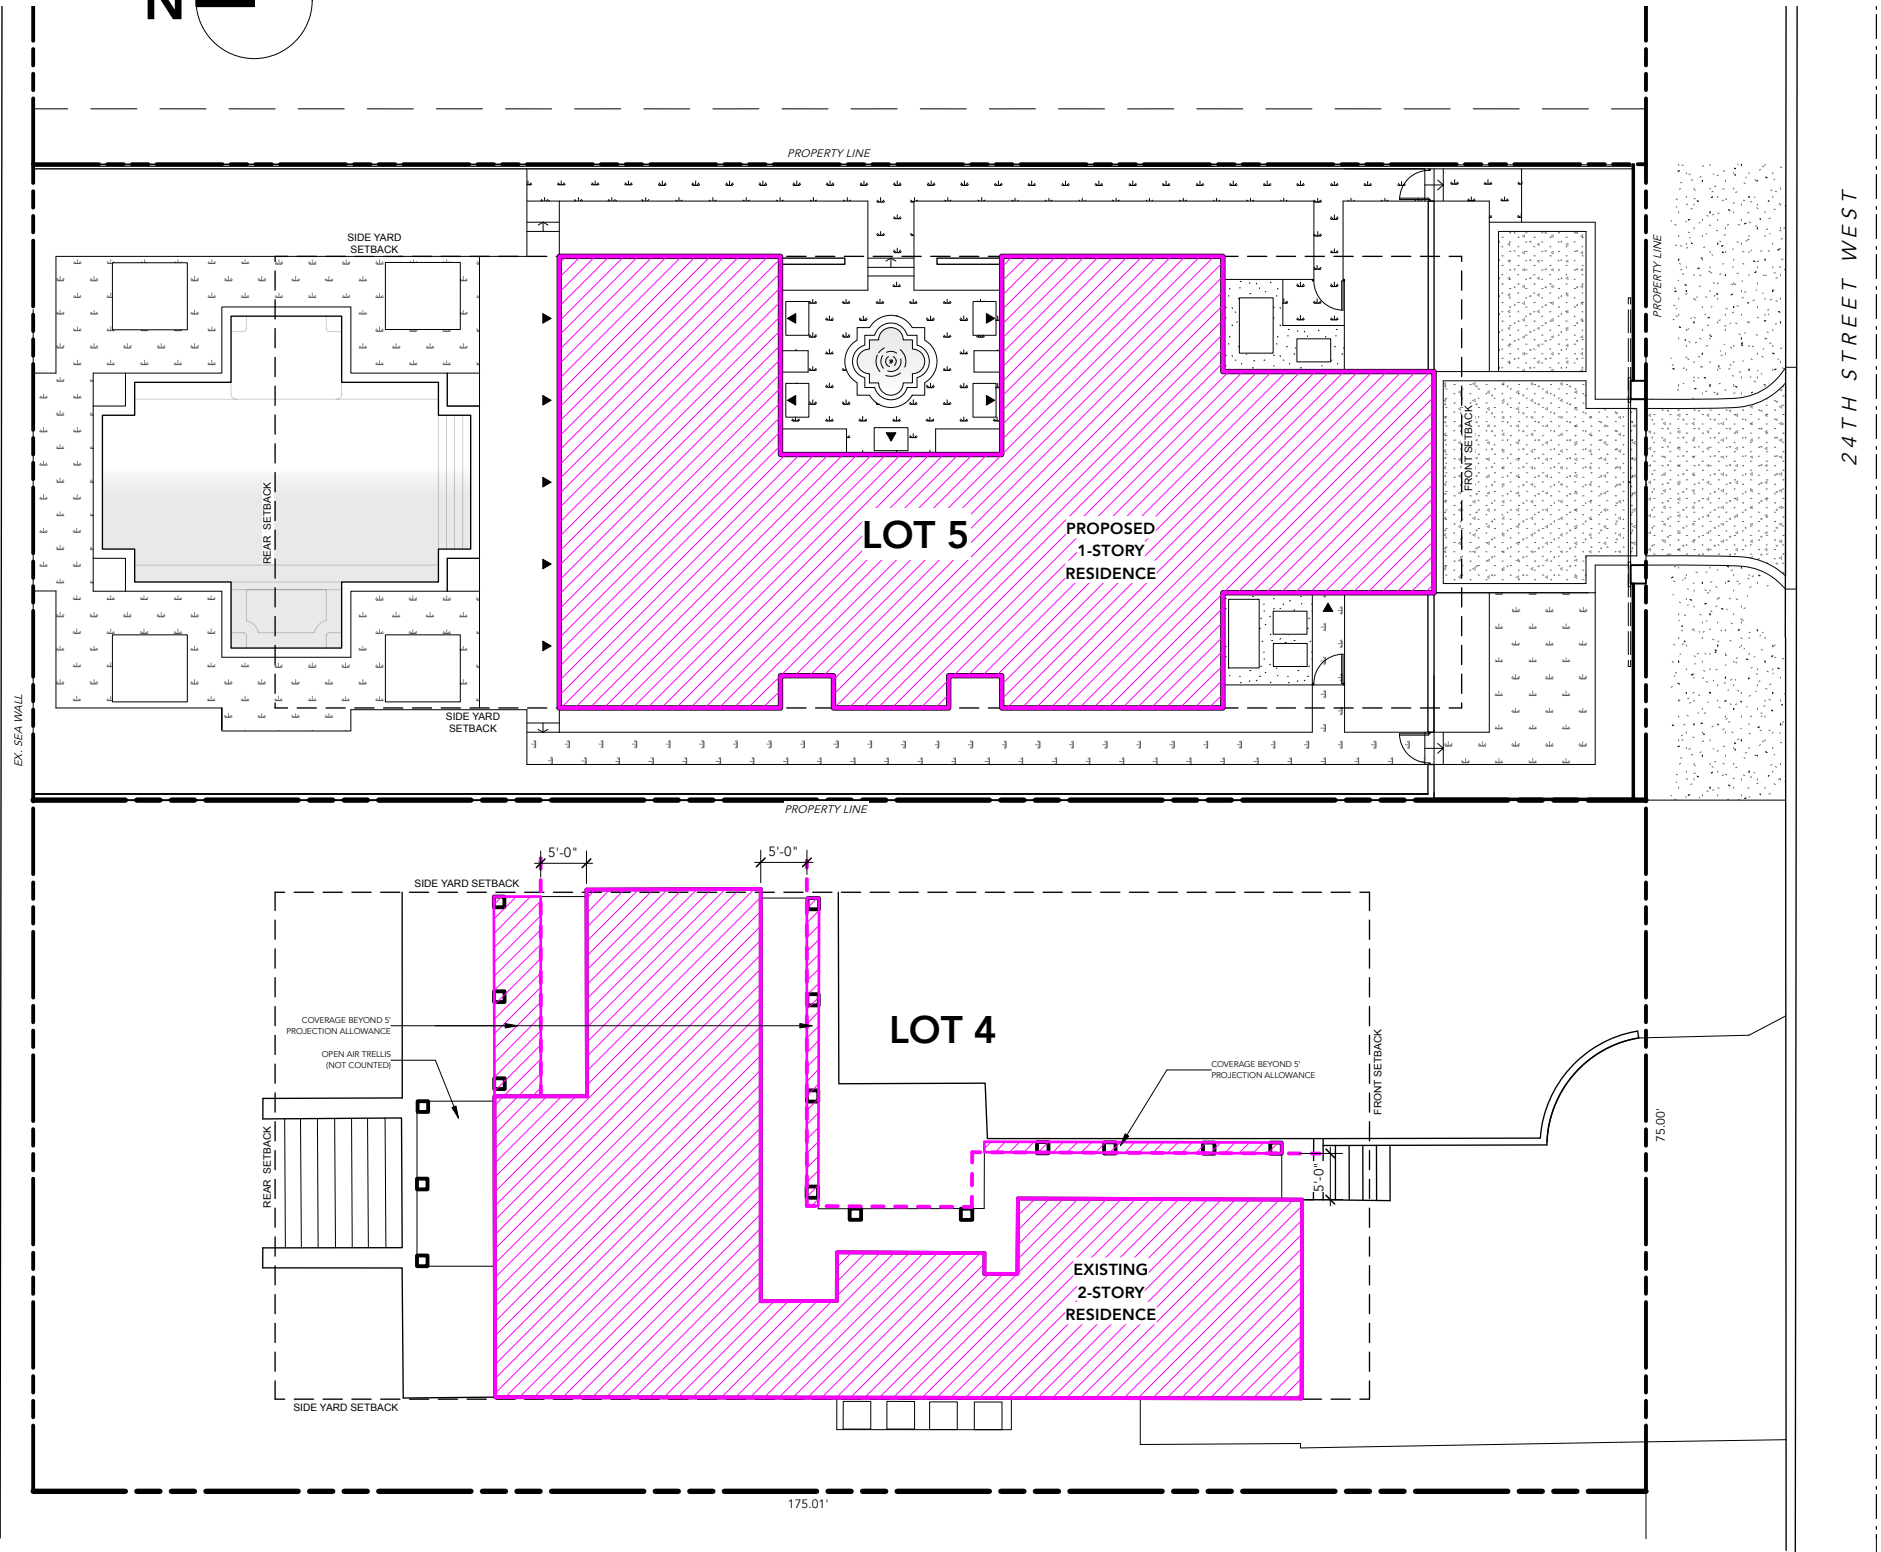 N
PROPERTY LINE
24TH STREET WEST
SIDE YARD
SETBACK
PROPERTY LINE
FRONT SETBACK
REAR SETBACK
LOT 5
PROPOSED
1-STORY
RESIDENCE
EX. SEA WALL
SIDE YARD
SETBACK
PROPERTY LINE
5'-0"
5'-0"
SIDE YARD SETBACK
COVERAGE BEYOND 5'
PROJECTION ALLOWANCE
OPEN AIR TRELLIS
(NOT COUNTED)
LOT 4
COVERAGE BEYOND 5'
PROJECTION ALLOWANCE
FRONT SETBACK
75.00'
REAR SETBACK
5'-0"
EXISTING
2-STORY
RESIDENCE
SIDE YARD SETBACK
175.01'